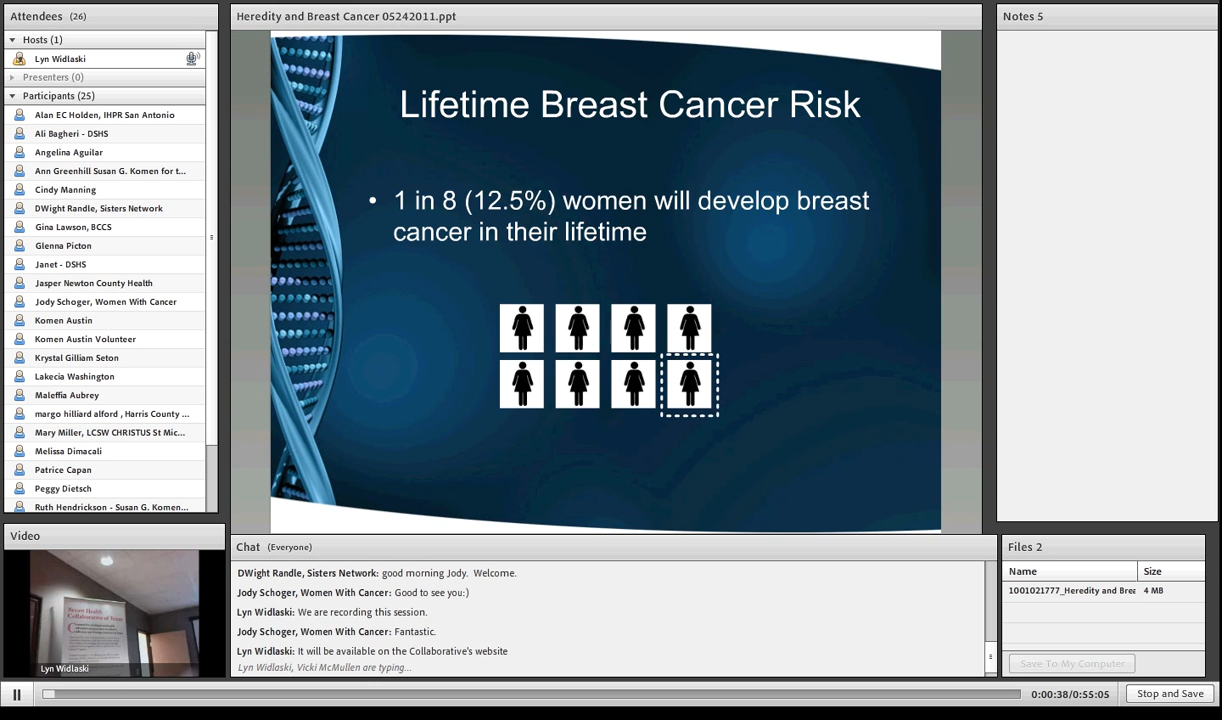 Attendees (26)
Hosts (1)
Lyn Widlaski
Presenters (0)
Participants (25)
Alan EC Holden, IHPR San Antonio
Ali Bagheri - DSHS
Angelina Aguilar
Ann Greenhill Susan G. Komen for t...
Cindy Manning
DWight Randle, Sisters Network
Gina Lawson, BCCS
Glenna Picton
Janet - DSHS
Jasper Newton County Health
Jody Schoger, Women With Cancer
Komen Austin
Komen Austin Volunteer
Krystal Gilliam Seton
Lakecia Washington
Maleffia Aubrey
margo hilliard alford , Harris County ...
Mary Miller, LCSW CHRISTUS St Mic...
Melissa Dimacali
Patrice Capan
Peggy Dietsch
Ruth Hendrickson - Susan G. Komen...
Video
Breast Health
Collaborative of Texas
Lyn Widlaski
Heredity and Breast Cancer 05242011.ppt
Lifetime Breast Cancer Risk
• 1 in 8 (12.5%) women will develop breast
cancer in their lifetime
Chat (Everyone)
DWight Randle, Sisters Network: good morning Jody. Welcome.
Jody Schoger, Women With Cancer: Good to see you:)
Lyn Widlaski: We are recording this session.
Jody Schoger, Women With Cancer: Fantastic.
Lyn Widlaski: It will be available on the Collaborative's website
Lyn Widlaski, Vicki McMullen are typing...
Notes 5
Files 2
Name Size
1001021777_Heredity and Brea 4 MB
Save To My Computer
0:00:38/0:55:05
Stop and Save